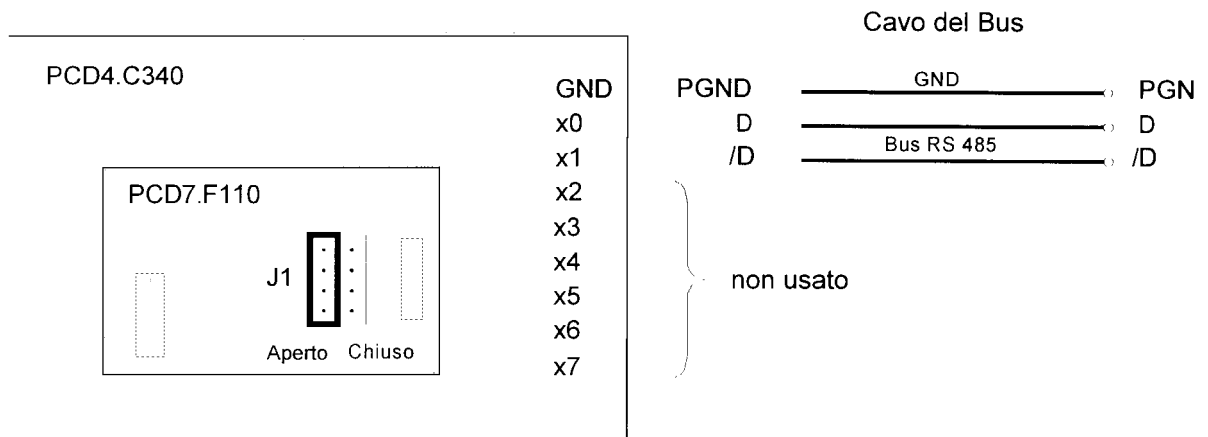 Cavo del Bus
PCD4.C340
GND PGND GND PGN
x0 D D
x1 /D Bus RS 485 /D
PCD7.F110
x2
x3
x4
J1
x5
non usato
x6
Aperto Chiuso
x7